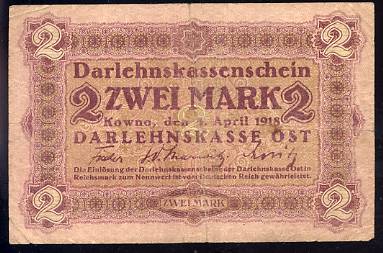 2 2
Darlehnskassenschein
2 ZWEI MARK 2
Kowno, den 4. April 1918
DARLEHNSKASSE OST
Die Einlösung der Darlehnskassenscheine der Darlehnskasse Ost in
Reichsmark zum Nennwert ist vom Deutschen Reich gewährleistet.
2 ZWEI MARK 2